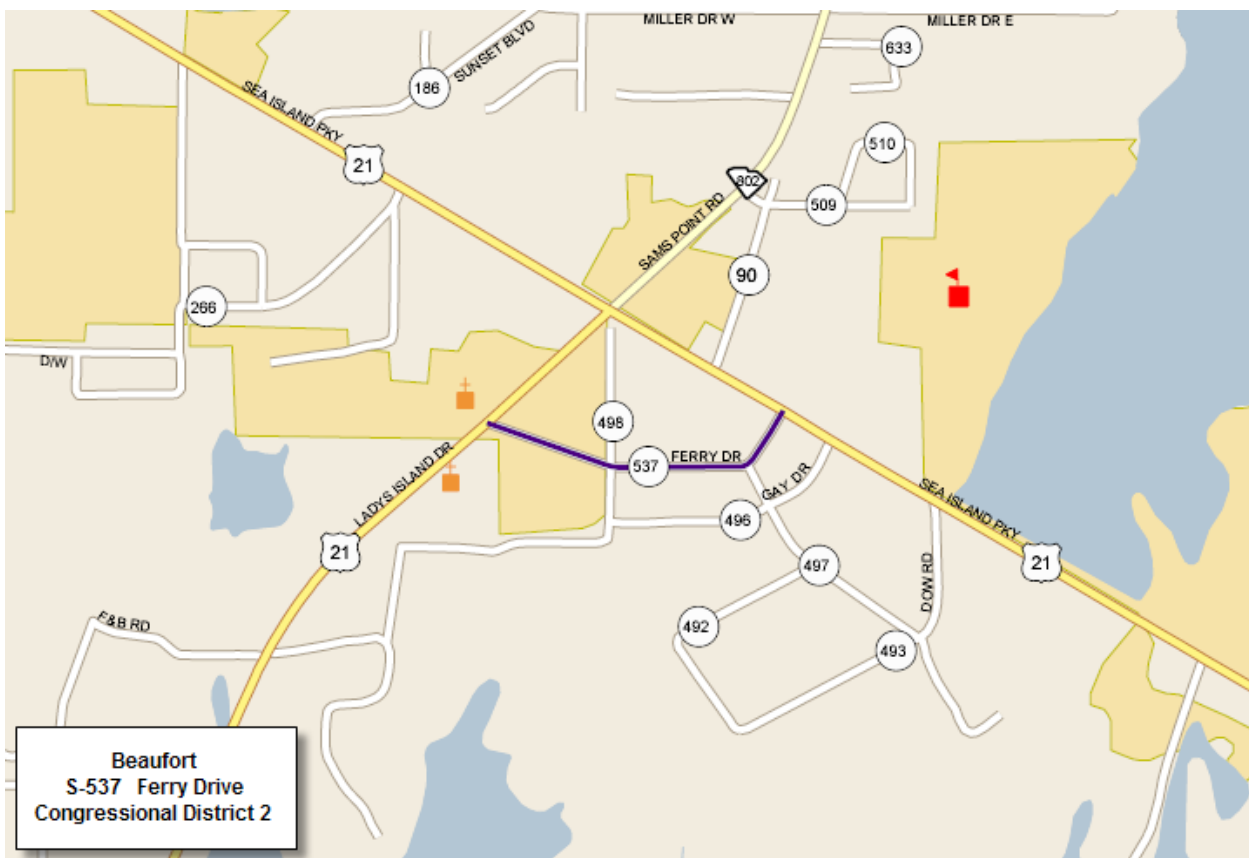 MILLER DR W
MILLER DR E
633
SUNSET BLVD
186
SEA ISLAND PKY
21
510
802
509
SAMS POINT RD
90
266
D/W
498
FERRY DR
537
LADYS ISLAND DR
GAY DR
496
SEA ISLAND PKY
21
21
497
DOW RD
F&B RD
492
493
Beaufort
S-537 Ferry Drive
Congressional District 2